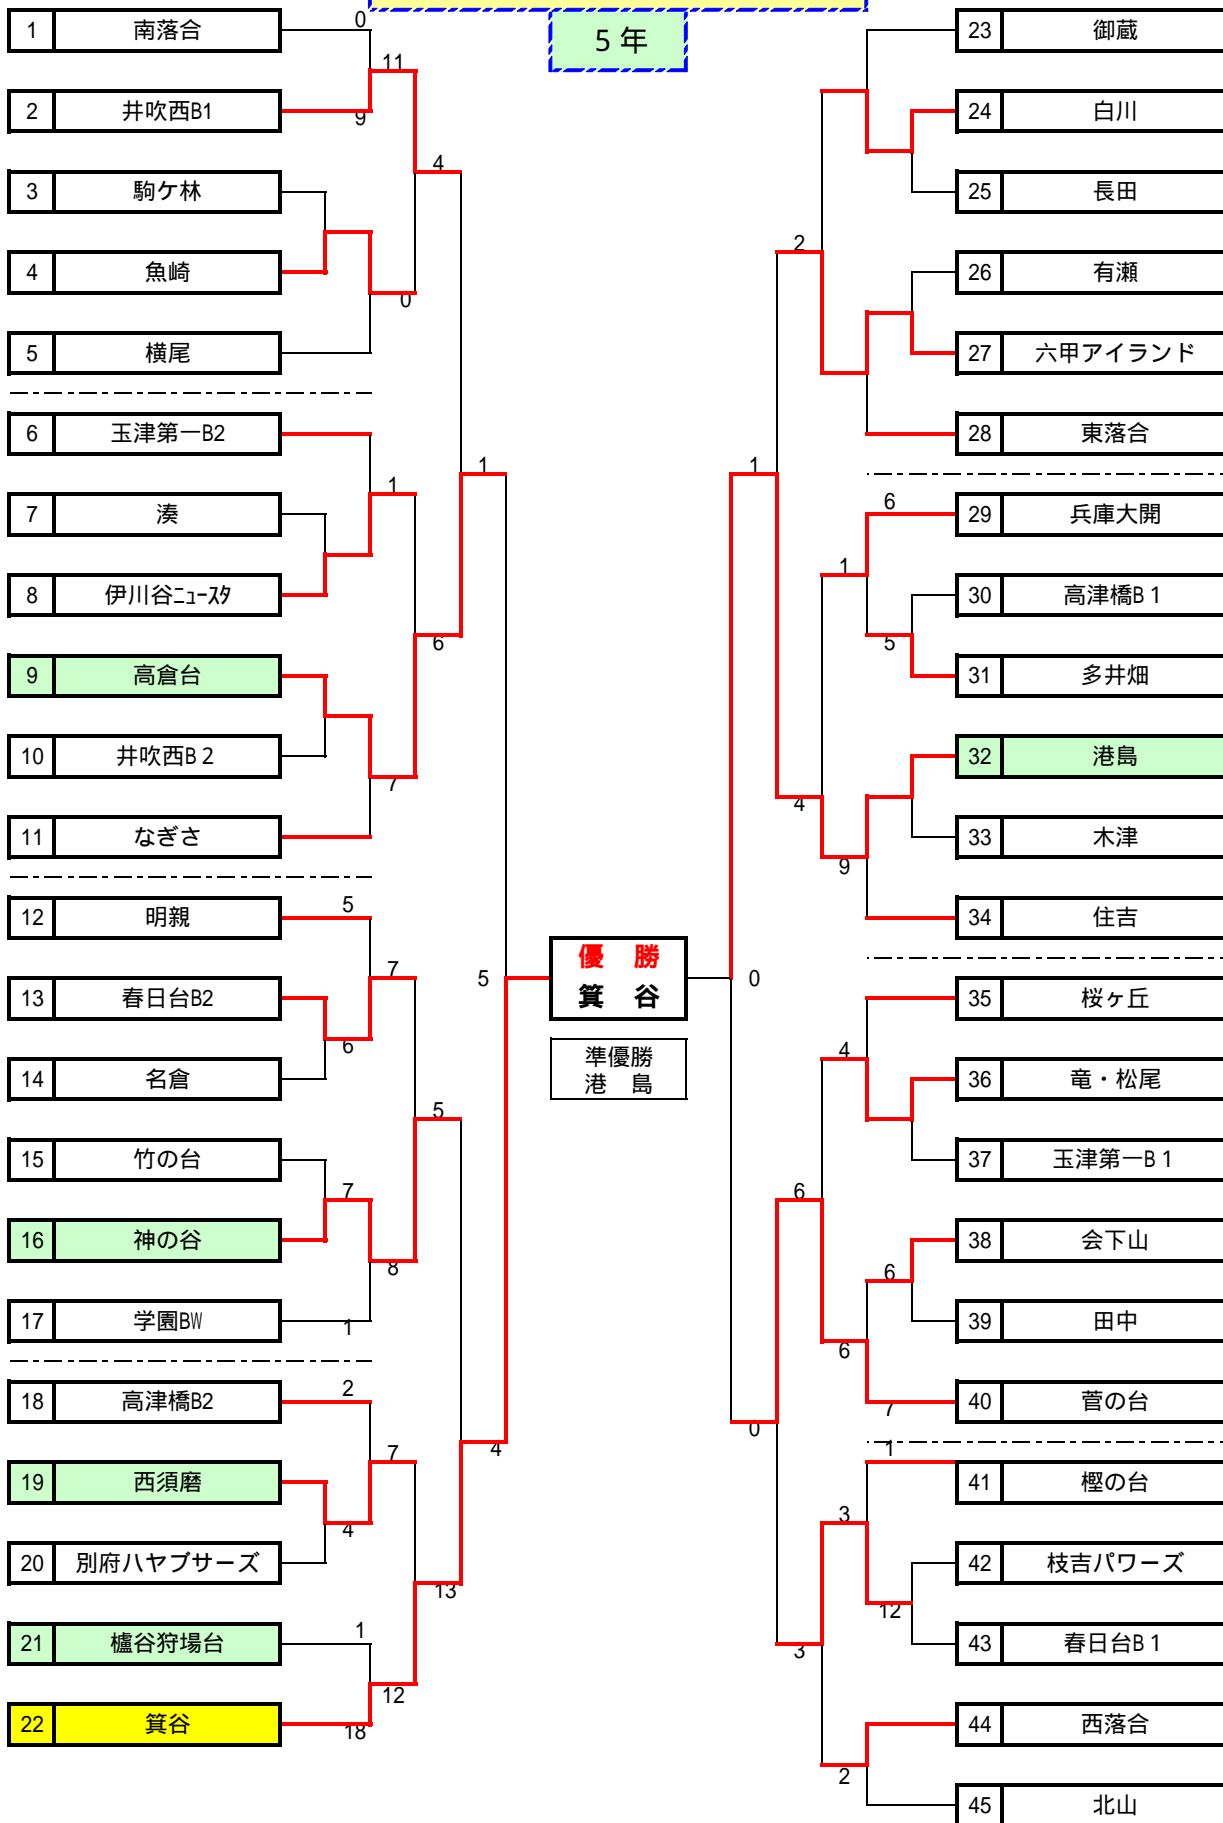 5 年
1 南落合 0
11
2 井吹西B1 9
4
3 駒ケ林
4 魚崎
0
5 横尾
6 玉津第一B2
1
1
7 湊
8 伊川谷ニュースタ
6
9 高倉台
10 井吹西B 2
7
11 なぎさ
12 明親 5
7
13 春日台B2
6
14 名倉
5
15 竹の台
7
16 神の谷
8
17 学園BW 1
18 高津橋B2 2
7
4
19 西須磨
4
20 別府ハヤブサーズ
13
21 櫨谷狩場台 1
12
22 箕谷 18
5
優 勝
箕 谷
0
準優勝
港 島
23 御蔵
24 白川
25 長田
2
26 有瀬
27 六甲アイランド
28 東落合
1
6 29 兵庫大開
1
30 高津橋B 1
5
31 多井畑
32 港島
4
33 木津
9
34 住吉
35 桜ヶ丘
4
36 竜・松尾
37 玉津第一B 1
6
38 会下山
6
39 田中
6
7 40 菅の台
0
1
41 樫の台
3
42 枝吉パワーズ
12
43 春日台B 1
3
44 西落合
2
45 北山